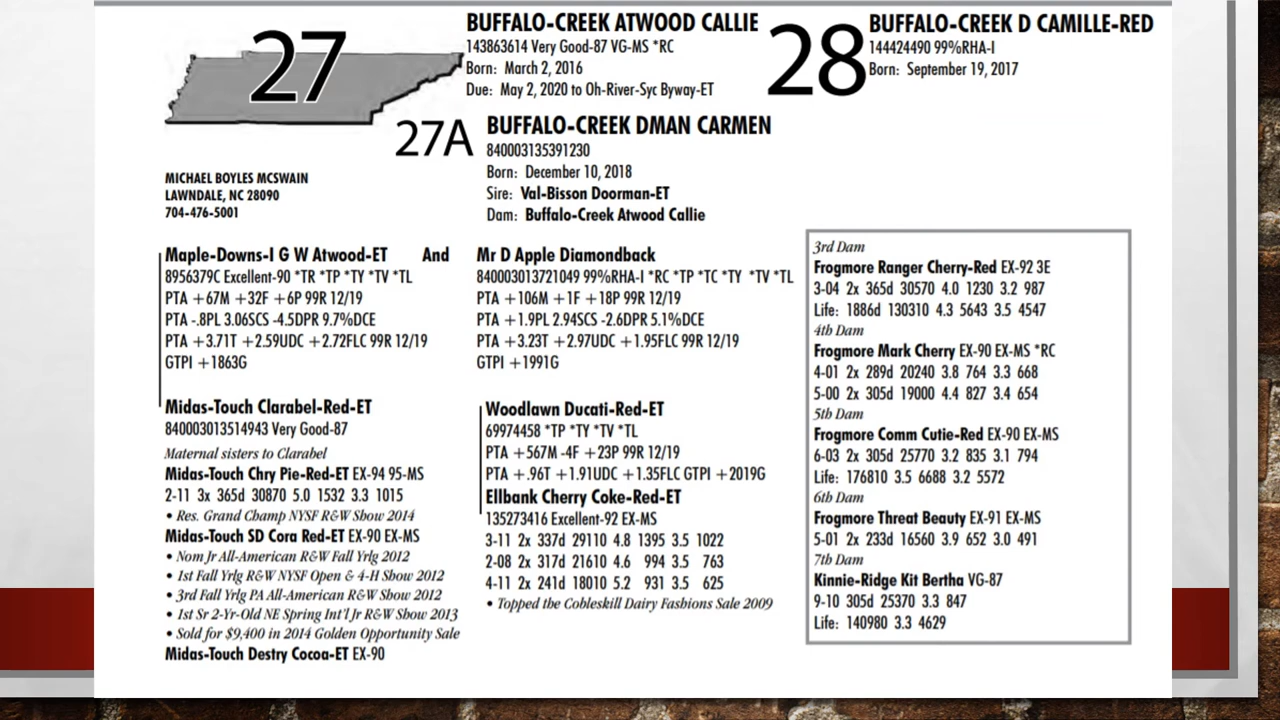 27
BUFFALO-CREEK ATWOOD CALLIE
143863614 Very Good-87 VG-MS *RC
Born: March 2, 2016
Due: May 2, 2020 to Oh-River-Syc Byway-ET
28
BUFFALO-CREEK D CAMILLE-RED
144424490 99%RHA-I
Born: September 19, 2017
27A
BUFFALO-CREEK DMAN CARMEN
840003135391230
Born: December 10, 2018
Sire: Val-Bisson Doorman-ET
Dam: Buffalo-Creek Atwood Callie
MICHAEL BOYLES MCSWAIN
LAWNDALE, NC 28090
704-476-5001
Maple-Downs-I G W Atwood-ET And
8956379C Excellent-90 *TR *TP *TY *TV *TL
PTA +67M +32F +6P 99R 12/19
PTA -.8PL 3.06SCS -4.5DPR 9.7%DCE
PTA +3.71T +2.59UDC +2.72FLC 99R 12/19
GTPI +1863G
Midas-Touch Clarabel-Red-ET
840003013514943 Very Good-87
Maternal sisters to Clarabel
Midas-Touch Chry Pie-Red-ET EX-94 95-MS
2-11 3x 365d 30870 5.0 1532 3.3 1015
• Res. Grand Champ NYSF R&W Show 2014
Midas-Touch SD Cora Red-ET EX-90 EX-MS
• Nom Jr All-American R&W Fall Yrlg 2012
• 1st Fall Yrlg R&W NYSF Open & 4-H Show 2012
• 3rd Fall Yrlg PA All-American R&W Show 2012
• 1st Sr 2-Yr-Old NE Spring Int'l Jr R&W Show 2013
• Sold for $9,400 in 2014 Golden Opportunity Sale
Midas-Touch Destry Cocoa-ET EX-90
Mr D Apple Diamondback
840003013721049 99%RHA-I *RC *TP *TC *TY *TV *TL
PTA +106M +1F +18P 99R 12/19
PTA +1.9PL 2.94SCS -2.6DPR 5.1%DCE
PTA +3.23T +2.97UDC +1.95FLC 99R 12/19
GTPI +1991G
Woodlawn Ducati-Red-ET
69974458 *TP *TY *TV *TL
PTA +567M -4F +23P 99R 12/19
PTA +.96T +1.91UDC +1.35FLC GTPI +2019G
Ellbank Cherry Coke-Red-ET
135273416 Excellent-92 EX-MS
3-11 2x 337d 29110 4.8 1395 3.5 1022
2-08 2x 317d 21610 4.6 994 3.5 763
4-11 2x 241d 18010 5.2 931 3.5 625
• Topped the Cobleskill Dairy Fashions Sale 2009
3rd Dam
Frogmore Ranger Cherry-Red EX-92 3E
3-04 2x 365d 30570 4.0 1230 3.2 987
Life: 1886d 130310 4.3 5643 3.5 4547
4th Dam
Frogmore Mark Cherry EX-90 EX-MS *RC
4-01 2x 289d 20240 3.8 764 3.3 668
5-00 2x 305d 19000 4.4 827 3.4 654
5th Dam
Frogmore Comm Cutie-Red EX-90 EX-MS
6-03 2x 305d 25770 3.2 835 3.1 794
Life: 176810 3.5 6688 3.2 5572
6th Dam
Frogmore Threat Beauty EX-91 EX-MS
5-01 2x 233d 16560 3.9 652 3.0 491
7th Dam
Kinnie-Ridge Kit Bertha VG-87
9-10 305d 25370 3.3 847
Life: 140980 3.3 4629